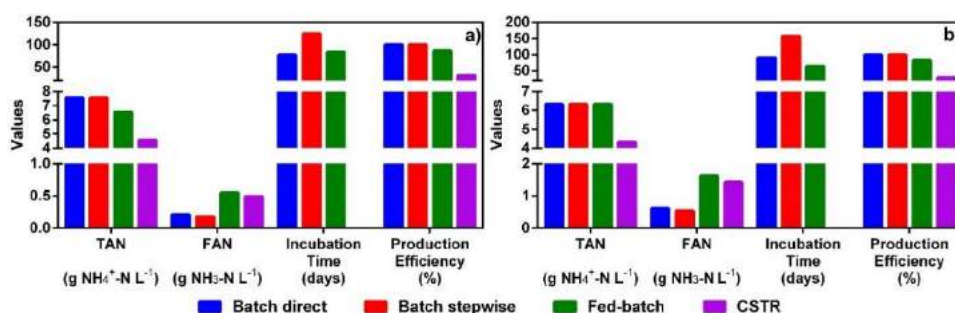 150
100
50
8
7
6
5
4
1.0
0.5
0.0
Values
a)
TAN
(g NH₄⁺-N L⁻¹)
FAN
(g NH₃-N L⁻¹)
Incubation
Time
(days)
Production
Efficiency
(%)
200
150
100
50
7
6
5
4
2
1
0
Values
b
TAN
(g NH₄⁺-N L⁻¹)
FAN
(g NH₃-N L⁻¹)
Incubation
Time
(days)
Production
Efficiency
(%)
Batch direct Batch stepwise Fed-batch CSTR